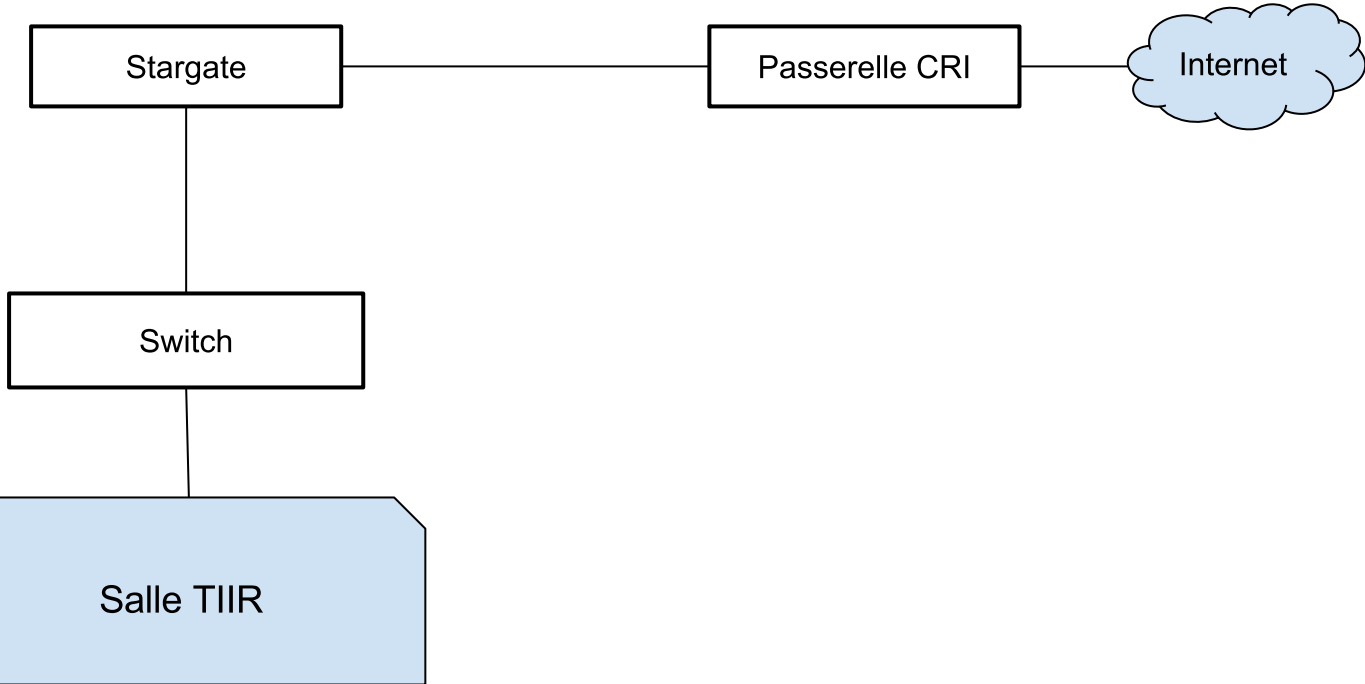 Stargate
Passerelle CRI
Internet
Switch
Salle TIIR